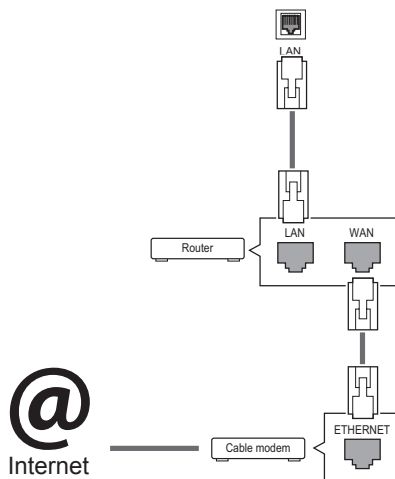 LAN
LAN WAN
Router
ETHERNET
Cable modem
@
Internet